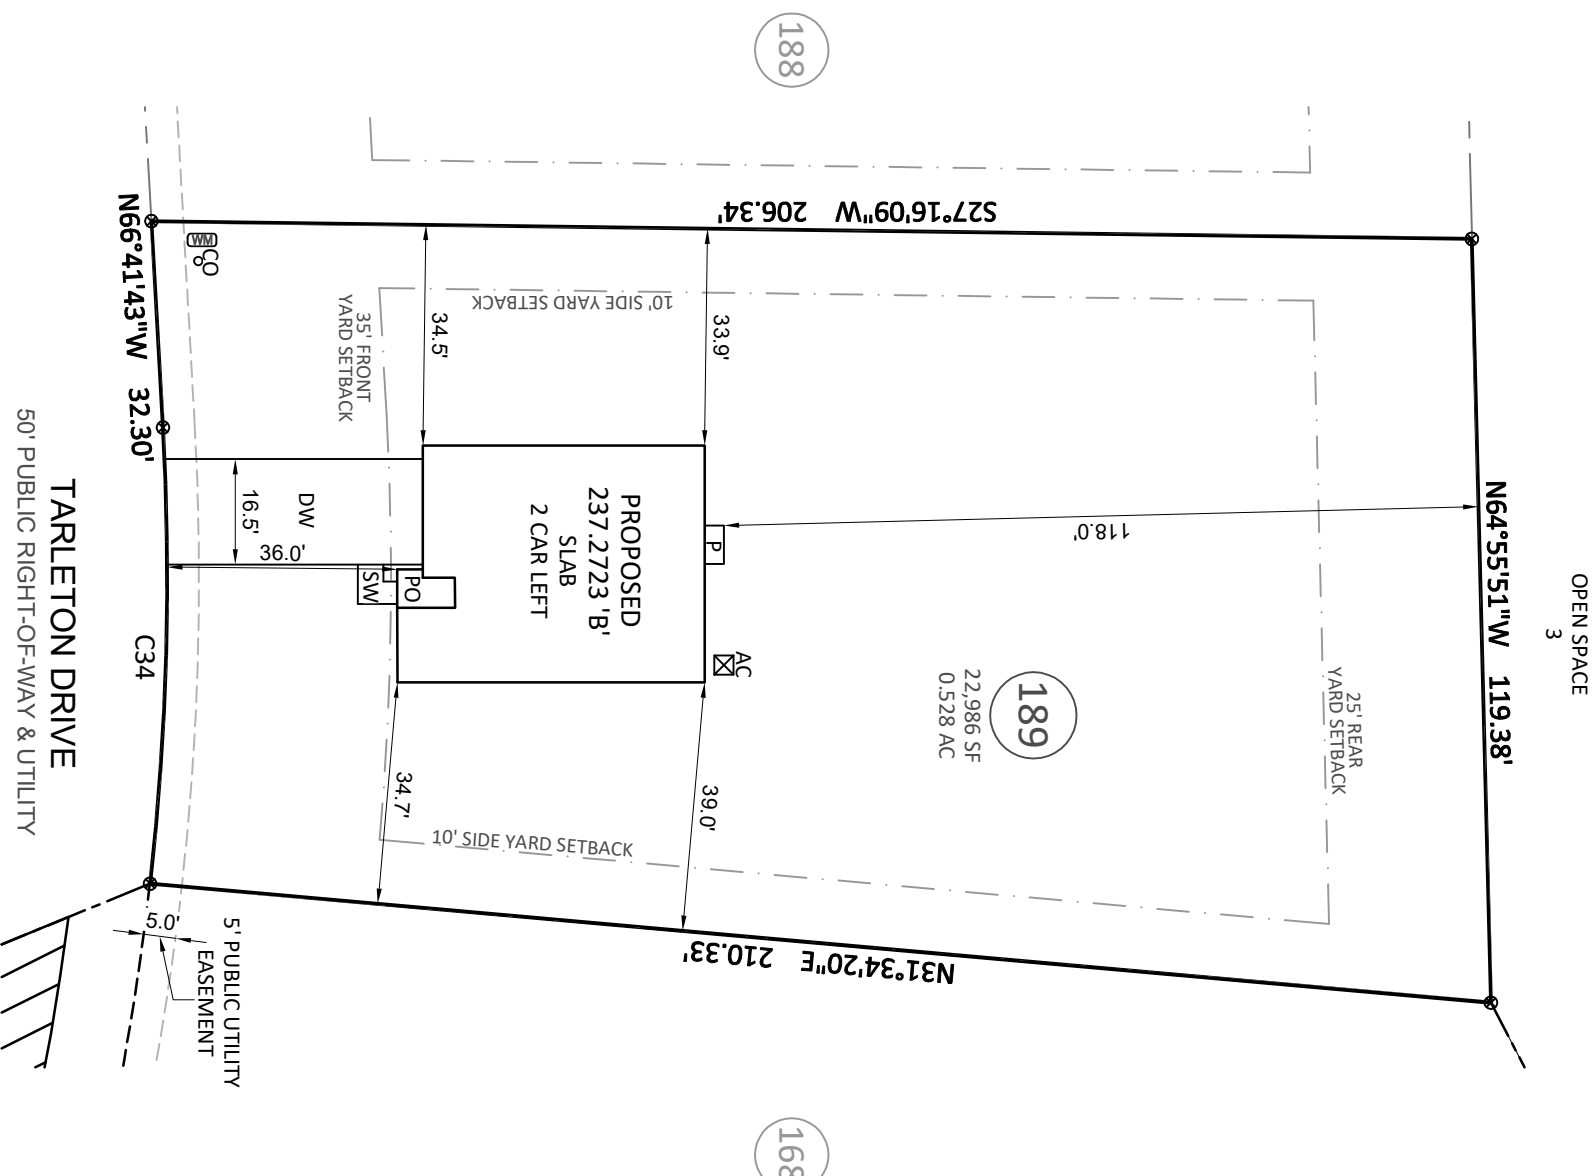 188
S27°16'09"W 206.34'
WM
CO
N66°41'43"W 32.30'
10' SIDE YARD SETBACK
35' FRONT
YARD SETBACK
34.5'
33.9'
118.0'
N64°55'51"W 119.38'
OPEN SPACE
3
DW
16.5'
36.0'
SW
PO
P
PROPOSED
237.2723 'B'
SLAB
2 CAR LEFT
AC
189
22,986 SF
0.528 AC
25' REAR
YARD SETBACK
C34
TARLETON DRIVE
50' PUBLIC RIGHT-OF-WAY & UTILITY
34.7'
39.0'
10' SIDE YARD SETBACK
N31°34'20"E 210.33'
5.0'
5' PUBLIC UTILITY
EASEMENT
168